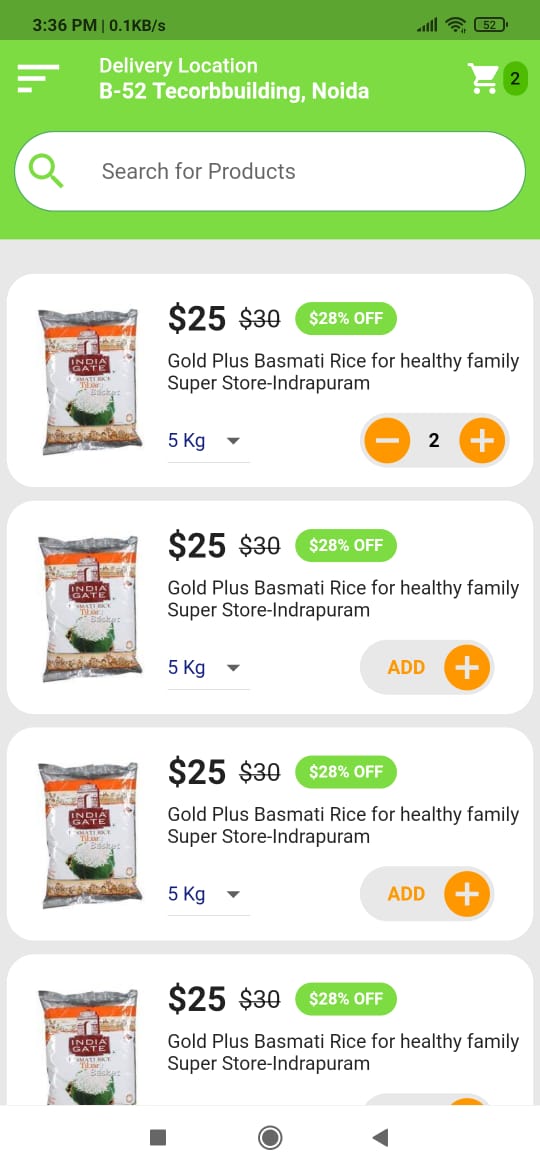 3:36 PM | 0.1KB/s
52
Delivery Location
B-52 Tecorbbuilding, Noida
2
Search for Products
$25 $30 $28% OFF
Gold Plus Basmati Rice for healthy family
Super Store-Indrapuram
INDIA
GATE
Basket
5 Kg
2
$25 $30 $28% OFF
Gold Plus Basmati Rice for healthy family
Super Store-Indrapuram
INDIA
GATE
Basket
5 Kg
ADD
$25 $30 $28% OFF
Gold Plus Basmati Rice for healthy family
Super Store-Indrapuram
INDIA
GATE
Basket
5 Kg
ADD
$25 $30 $28% OFF
Gold Plus Basmati Rice for healthy family
Super Store-Indrapuram
INDIA
GATE
Basket